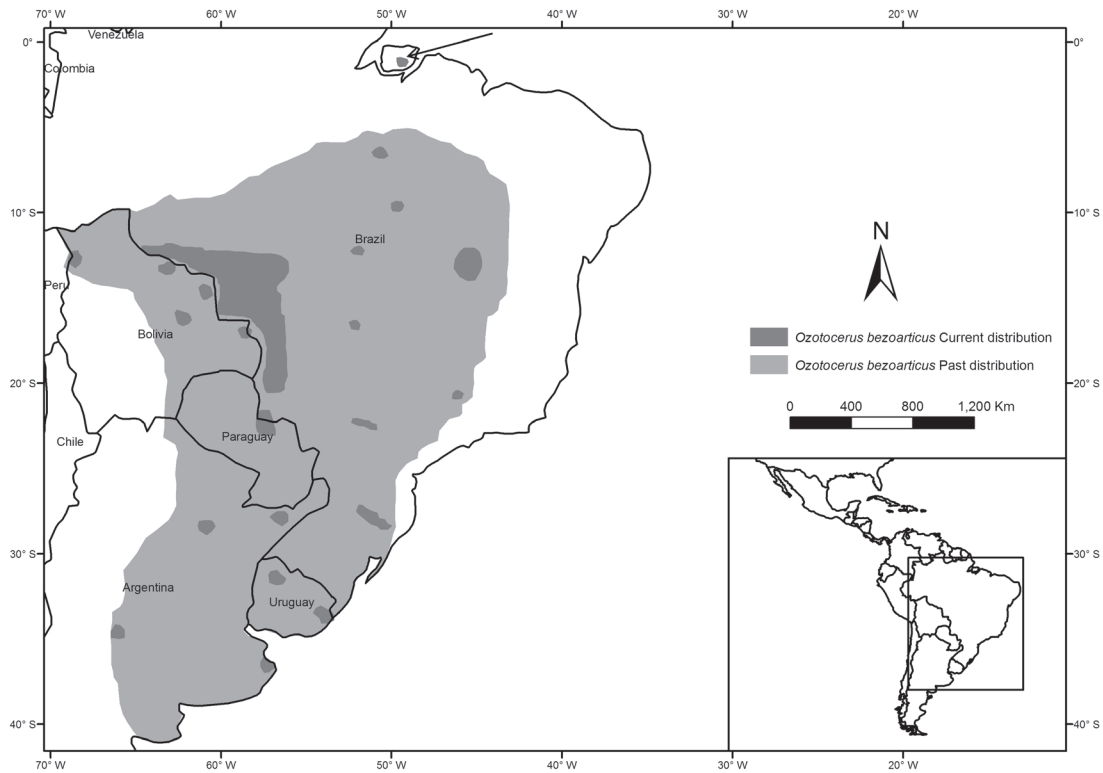 70° W 60° W 50° W 40° W 30° W 20° W
0° 0°
Venezuela
Colombia
10° S 10° S
Brazil
N
Peru
Bolivia
Ozotocerus bezoarticus Current distribution
Ozotocerus bezoarticus Past distribution
20° S 20° S
0 400 800 1,200 Km
Paraguay
Chile
30° S 30° S
Argentina
Uruguay
40° S 40° S
70° W 60° W 50° W 40° W 30° W 20° W